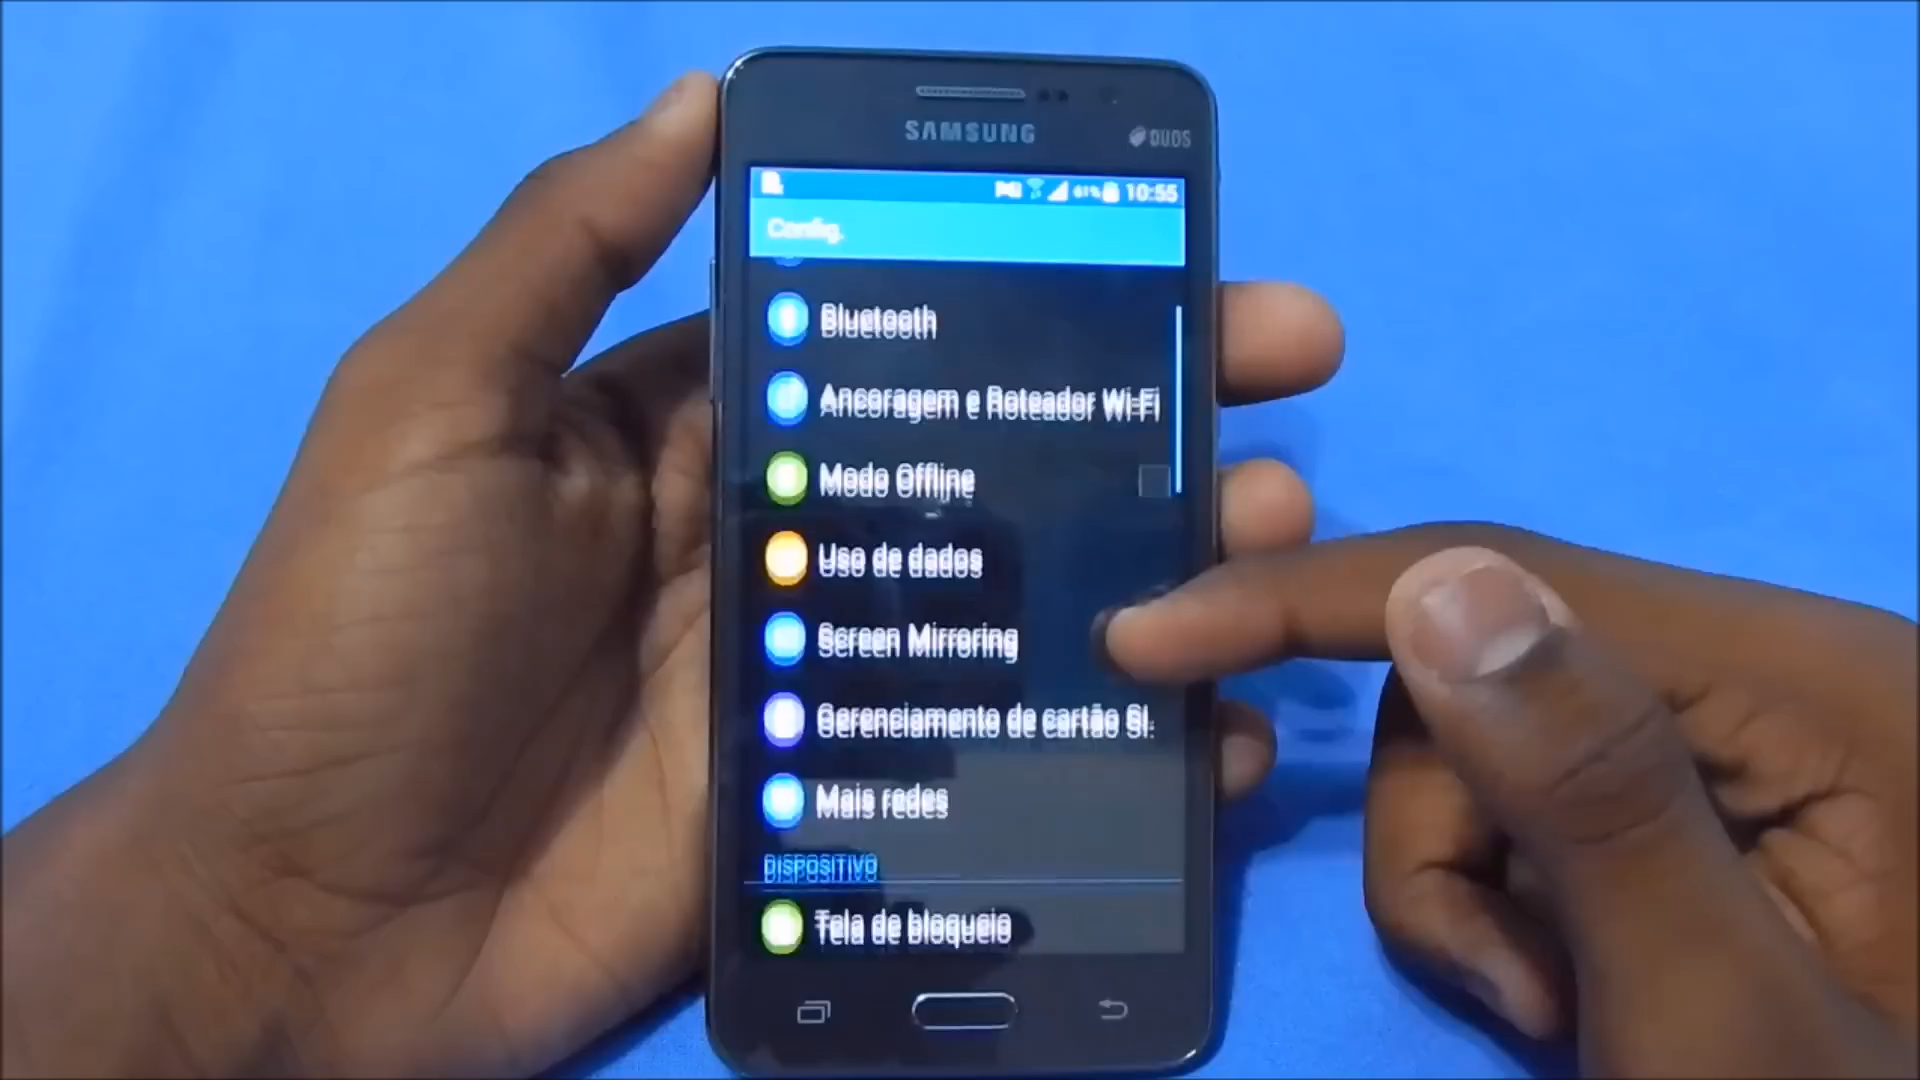 SAMSUNG
DUOS
61% 10:55
Config.
Bluetooth
Ancoragem e Roteador Wi-Fi
Modo Offline
Uso de dados
Screen Mirroring
Gerenciamento de cartão SI.
Mais redes
DISPOSITIVO
Tela de bloqueio